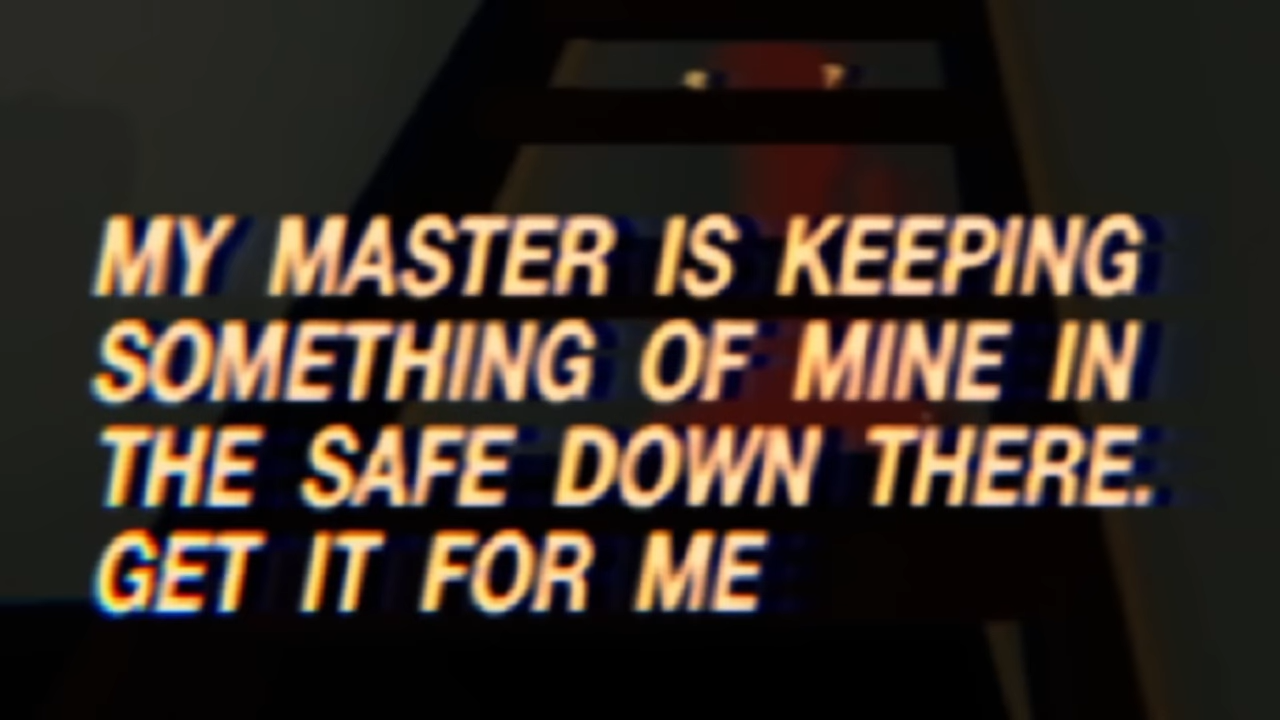 MY MASTER IS KEEPING
SOMETHING OF MINE IN
THE SAFE DOWN THERE.
GET IT FOR ME